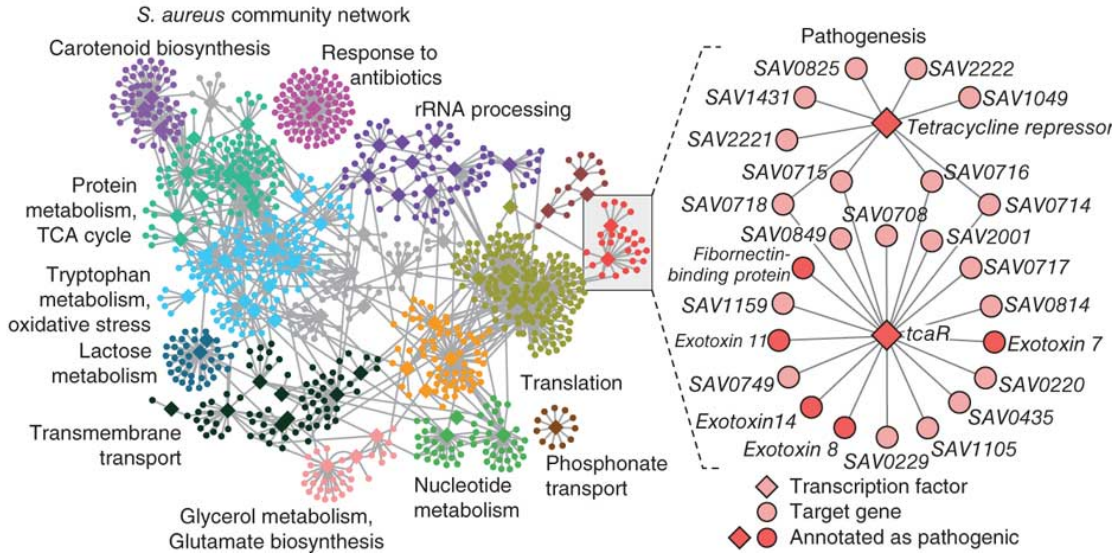 S. aureus community network
Carotenoid biosynthesis
Response to
antibiotics
rRNA processing
Protein
metabolism,
TCA cycle
Tryptophan
metabolism,
oxidative stress
Lactose
metabolism
Transmembrane
transport
Glycerol metabolism,
Glutamate biosynthesis
Nucleotide
metabolism
Translation
Phosphonate
transport
Pathogenesis
SAV0825
SAV2222
SAV1431
SAV1049
Tetracycline repressor
SAV2221
SAV0715
SAV0716
SAV0718
SAV0708
SAV0714
SAV0849
SAV2001
Fibornectin-
binding protein
SAV0717
SAV1159
SAV0814
tcaR
Exotoxin 11
Exotoxin 7
SAV0749
SAV0220
Exotoxin14
SAV0435
Exotoxin 8
SAV1105
SAV0229
Transcription factor
Target gene
Annotated as pathogenic